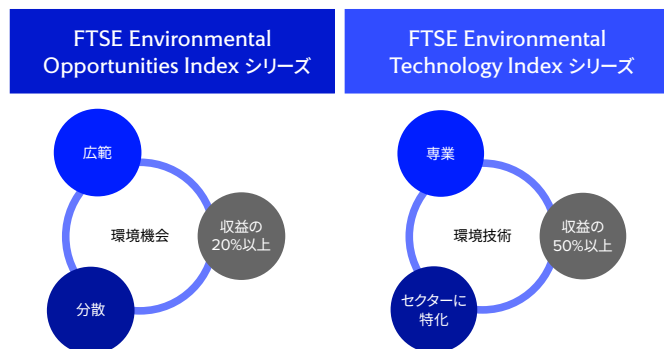 FTSE Environmental
Opportunities Index シリーズ
広範
環境機会
収益の
20%以上
分散
FTSE Environmental
Technology Index シリーズ
専業
環境技術
収益の
50%以上
セクターに
特化